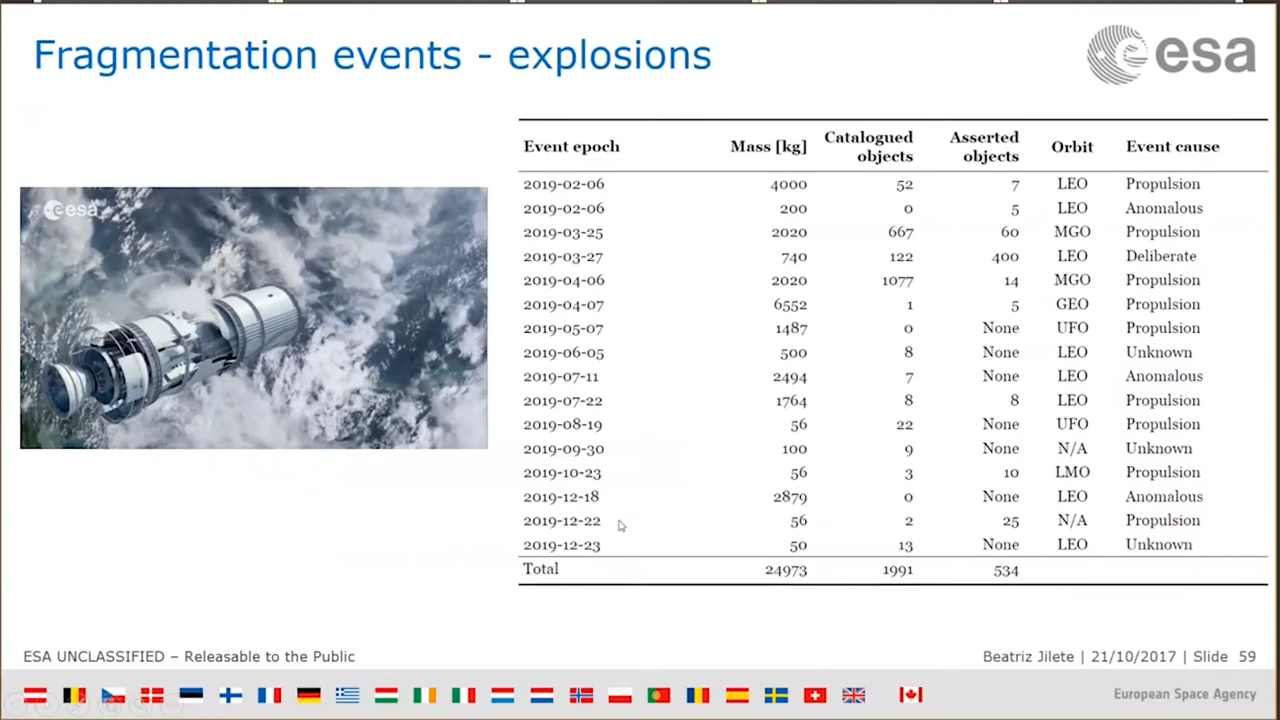 Fragmentation events - explosions
esa
esa
Event epoch Mass [kg] Catalogued objects Asserted objects Orbit Event cause
2019-02-06 4000 52 7 LEO Propulsion
2019-02-06 200 0 5 LEO Anomalous
2019-03-25 2020 667 60 MGO Propulsion
2019-03-27 740 122 400 LEO Deliberate
2019-04-06 2020 1077 14 MGO Propulsion
2019-04-07 6552 1 5 GEO Propulsion
2019-05-07 1487 0 None UFO Propulsion
2019-06-05 500 8 None LEO Unknown
2019-07-11 2494 7 None LEO Anomalous
2019-07-22 1764 8 8 LEO Propulsion
2019-08-19 56 22 None UFO Propulsion
2019-09-30 100 9 None N/A Unknown
2019-10-23 56 3 10 LMO Propulsion
2019-12-18 2879 0 None LEO Anomalous
2019-12-22 56 2 25 N/A Propulsion
2019-12-23 50 13 None LEO Unknown
Total 24973 1991 534
ESA UNCLASSIFIED – Releasable to the Public
Beatriz Jilete | 21/10/2017 | Slide 59
European Space Agency